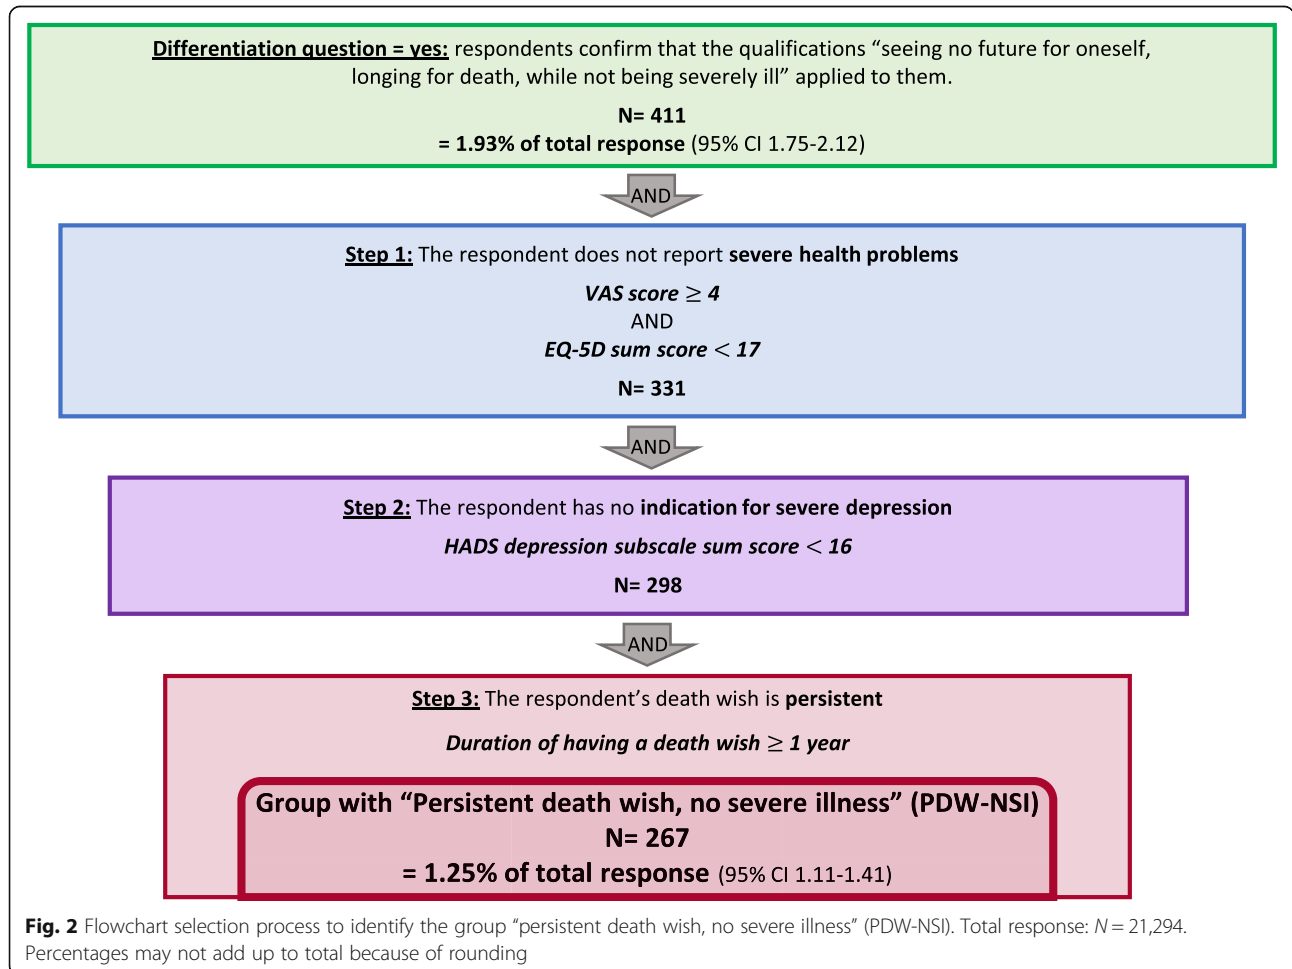 Differentiation question = yes: respondents confirm that the qualifications “seeing no future for oneself,
longing for death, while not being severely ill” applied to them.
N= 411
= 1.93% of total response (95% CI 1.75-2.12)
AND
Step 1: The respondent does not report severe health problems
VAS score ≥ 4
AND
EQ-5D sum score < 17
N= 331
AND
Step 2: The respondent has no indication for severe depression
HADS depression subscale sum score < 16
N= 298
AND
Step 3: The respondent’s death wish is persistent
Duration of having a death wish ≥ 1 year
Group with “Persistent death wish, no severe illness” (PDW-NSI)
N= 267
= 1.25% of total response (95% CI 1.11-1.41)
Fig. 2 Flowchart selection process to identify the group “persistent death wish, no severe illness” (PDW-NSI). Total response: N = 21,294.
Percentages may not add up to total because of rounding